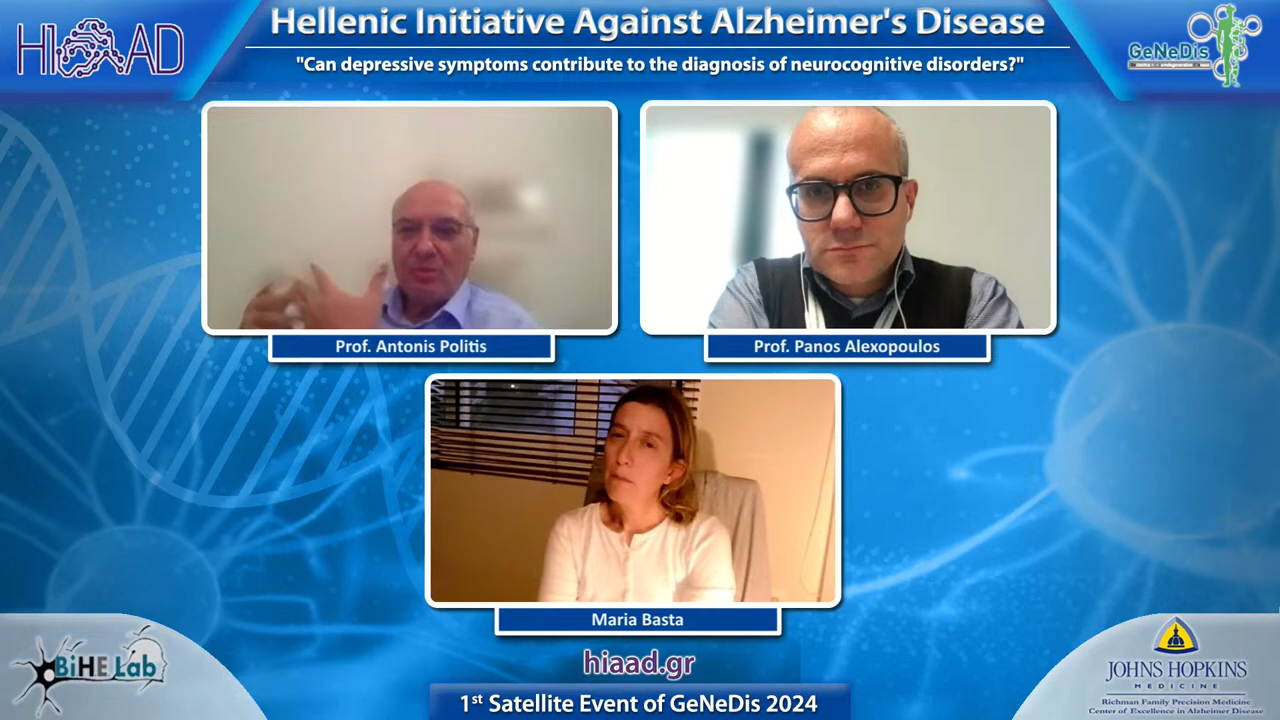 HIAAD
Hellenic Initiative Against Alzheimer's Disease
"Can depressive symptoms contribute to the diagnosis of neurocognitive disorders?"
GeNeDis
Prof. Antonis Politis
Prof. Panos Alexopoulos
Maria Basta
hiaad.gr
1st Satellite Event of GeNeDis 2024
BiHE Lab
JOHNS HOPKINS
MEDICINE
Richman Family Precision Medicine
Center of Excellence in Alzheimer Disease